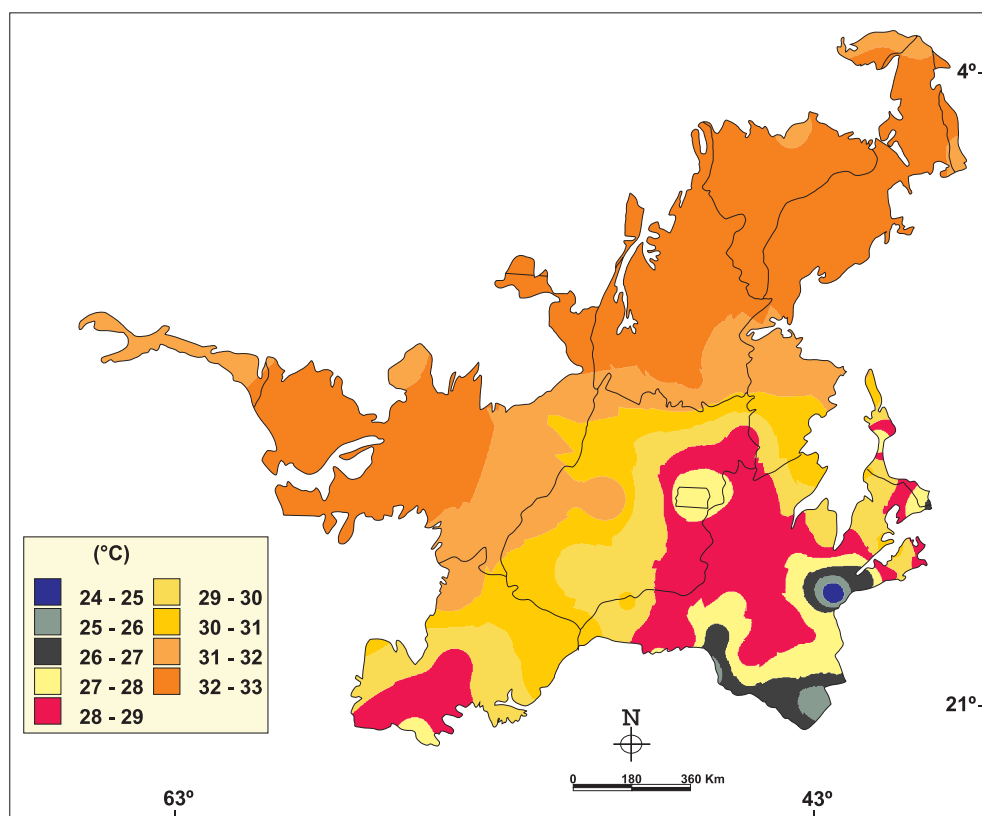 4º
(°C)
24 - 25 29 - 30
25 - 26 30 - 31
26 - 27 31 - 32
27 - 28 32 - 33
28 - 29
21º
N
0 180 360 Km
63º 43º